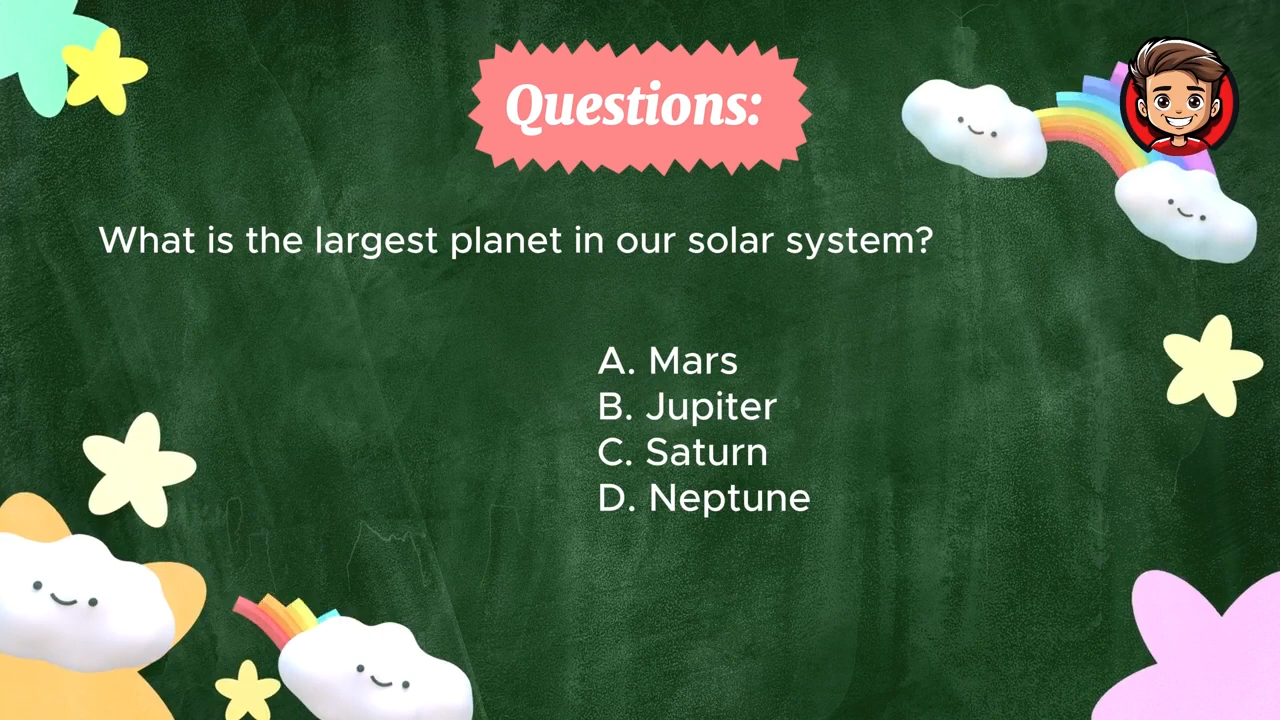 Questions:
What is the largest planet in our solar system?
A. Mars
B. Jupiter
C. Saturn
D. Neptune